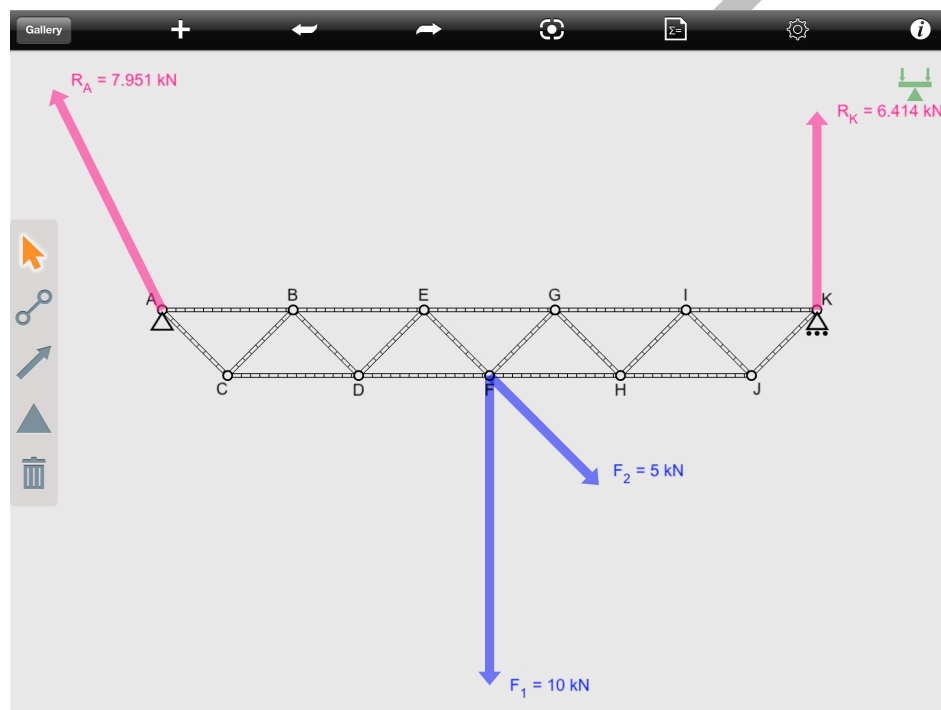 Gallery
Σ=
i
R_A = 7.951 kN
R_K = 6.414 kN
A B E G I K
C D F H J
F_2 = 5 kN
F_1 = 10 kN